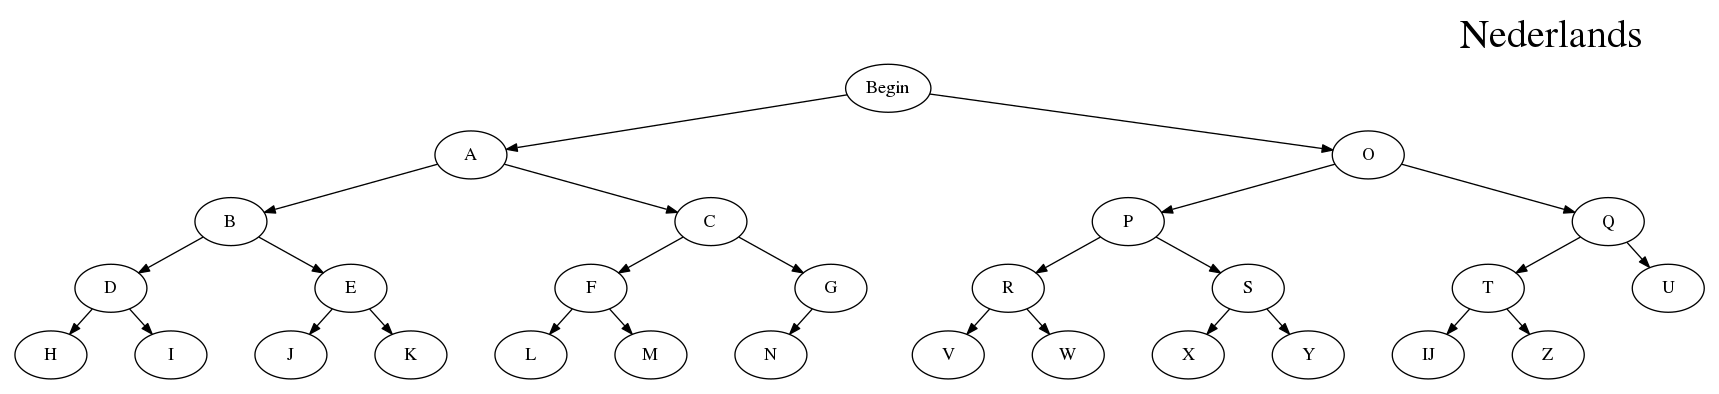 Nederlands
Begin
A O
B C P Q
D E F G R S T U
H I J K L M N V W X Y IJ Z